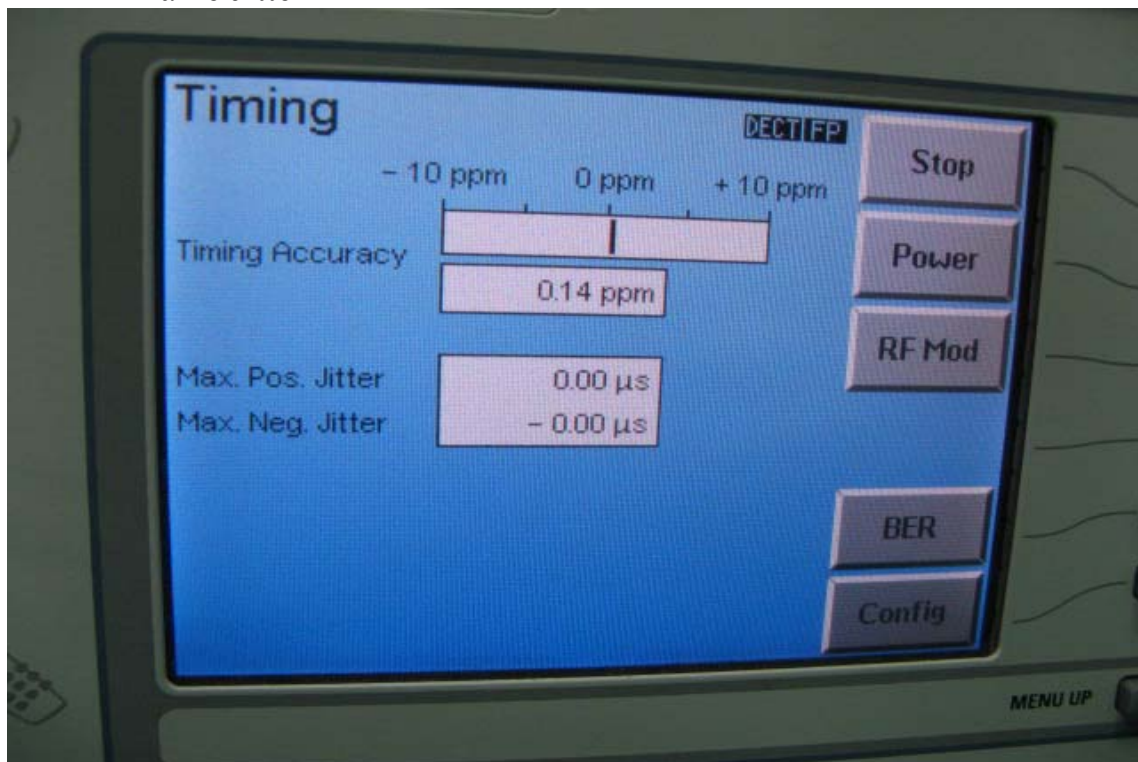 Timing
DECT FP
Stop
– 10 ppm 0 ppm + 10 ppm
Timing Accuracy
0.14 ppm
Power
RF Mod
Max. Pos. Jitter 0.00 µs
Max. Neg. Jitter – 0.00 µs
BER
Config
MENU UP